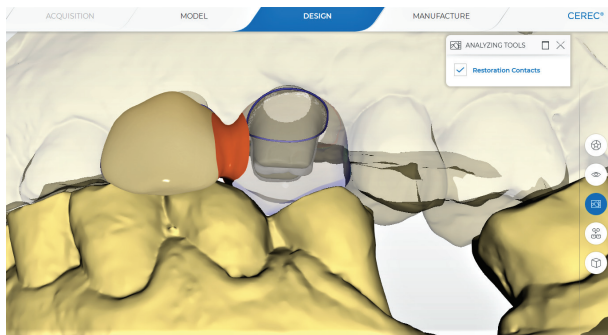 ACQUISITION
MODEL
DESIGN
MANUFACTURE
CEREC®
ANALYZING TOOLS
Restoration Contacts